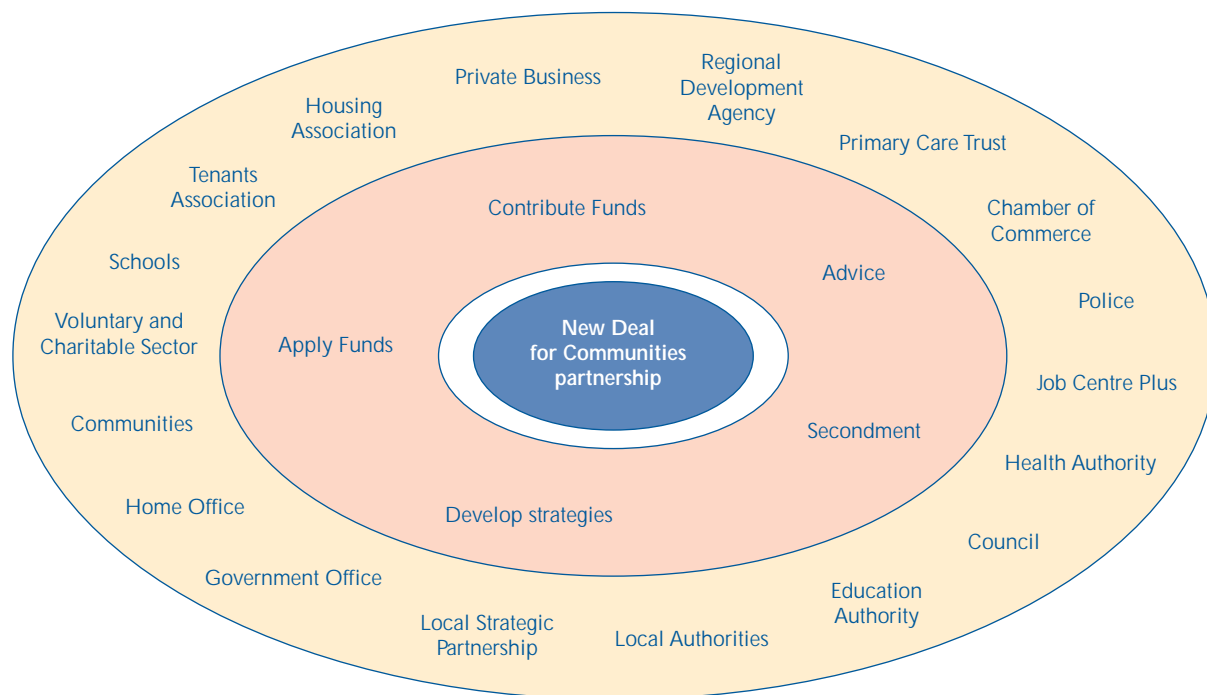 Private Business
Regional
Development
Agency
Housing
Association
Primary Care Trust
Tenants
Association
Contribute Funds
Chamber of
Commerce
Schools
Advice
Police
Voluntary and
Charitable Sector
Apply Funds
New Deal
for Communities
partnership
Job Centre Plus
Communities
Secondment
Health Authority
Home Office
Develop strategies
Council
Government Office
Education
Authority
Local Strategic
Partnership
Local Authorities